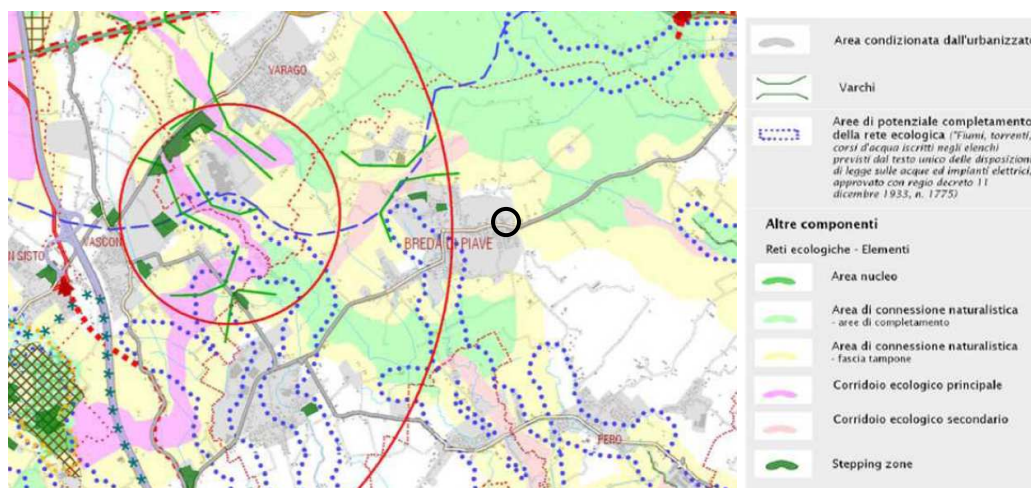 VARAGO
VASCON
N SISTO
BREDA DI PIAVE
PERO
Area condizionata dall'urbanizzato
Varchi
Aree di potenziale completamento
della rete ecologica ("Fiumi, torrenti,
corsi d'acqua iscritti negli elenchi
previsti dal testo unico delle disposizioni
di legge sulle acque ed impianti elettrici,
approvato con regio decreto 11
dicembre 1933, n. 1775)
Altre componenti
Reti ecologiche - Elementi
Area nucleo
Area di connessione naturalistica
- aree di completamento
Area di connessione naturalistica
- fascia tampone
Corridoio ecologico principale
Corridoio ecologico secondario
Stepping zone